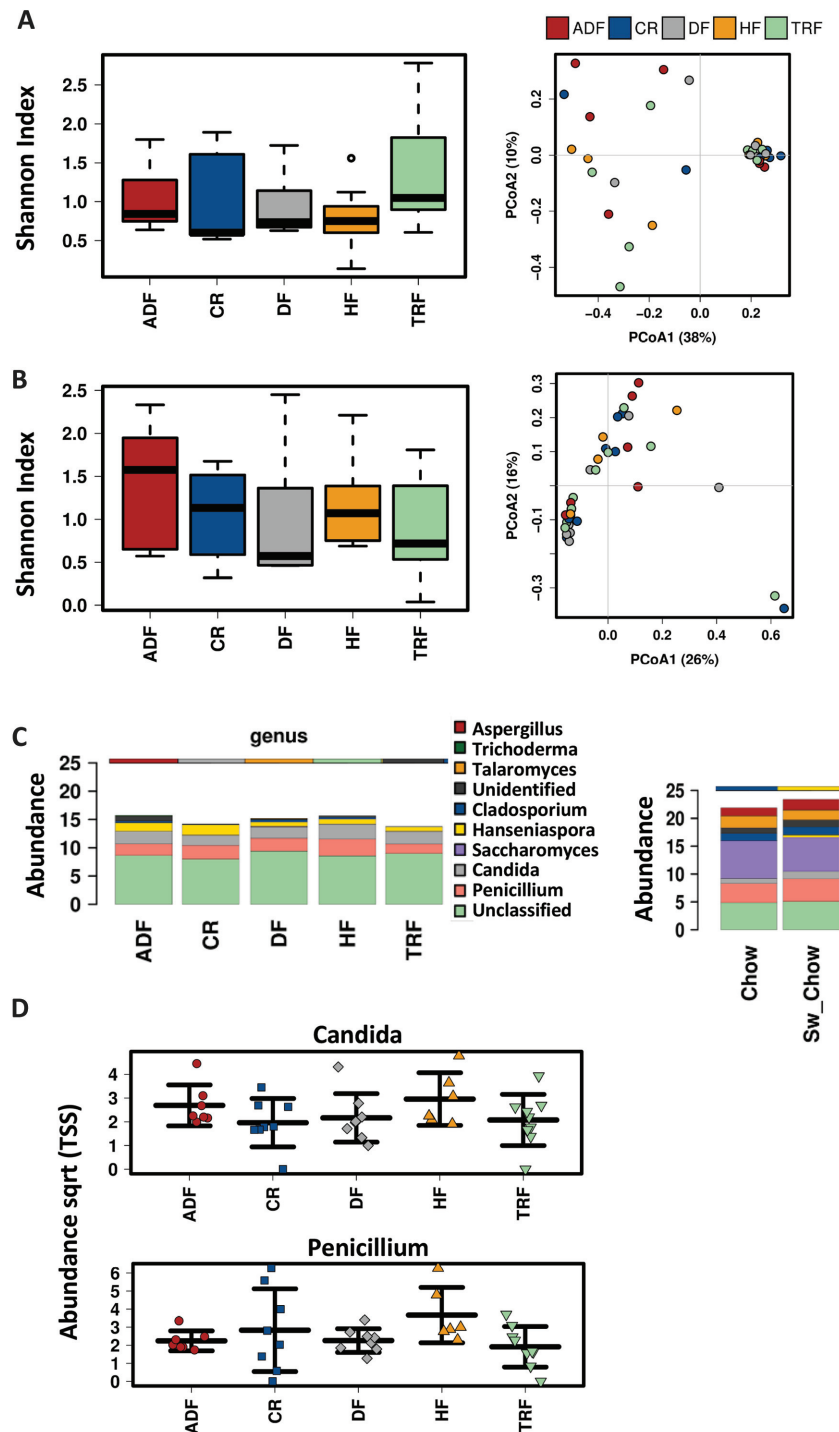 A
ADF CR DF HF TRF
Shannon Index
2.5
2.0
1.5
1.0
0.5
ADF CR DF HF TRF
PCoA2 (10%)
0.2
0.0
−0.2
−0.4
−0.4 −0.2 0.0 0.2
PCoA1 (38%)
B
Shannon Index
2.5
2.0
1.5
1.0
0.5
0.0
ADF CR DF HF TRF
PCoA2 (16%)
0.3
0.1
−0.1
−0.3
0.0 0.2 0.4 0.6
PCoA1 (26%)
C
genus
Abundance
25
20
15
10
5
0
ADF CR DF HF TRF
Aspergillus
Trichoderma
Talaromyces
Unidentified
Cladosporium
Hanseniaspora
Saccharomyces
Candida
Penicillium
Unclassified
Abundance
25
20
15
10
5
0
Chow Sw_Chow
D
Abundance sqrt (TSS)
Candida
4
3
2
1
0
ADF CR DF HF TRF
Penicillium
6
5
4
3
2
1
0
ADF CR DF HF TRF